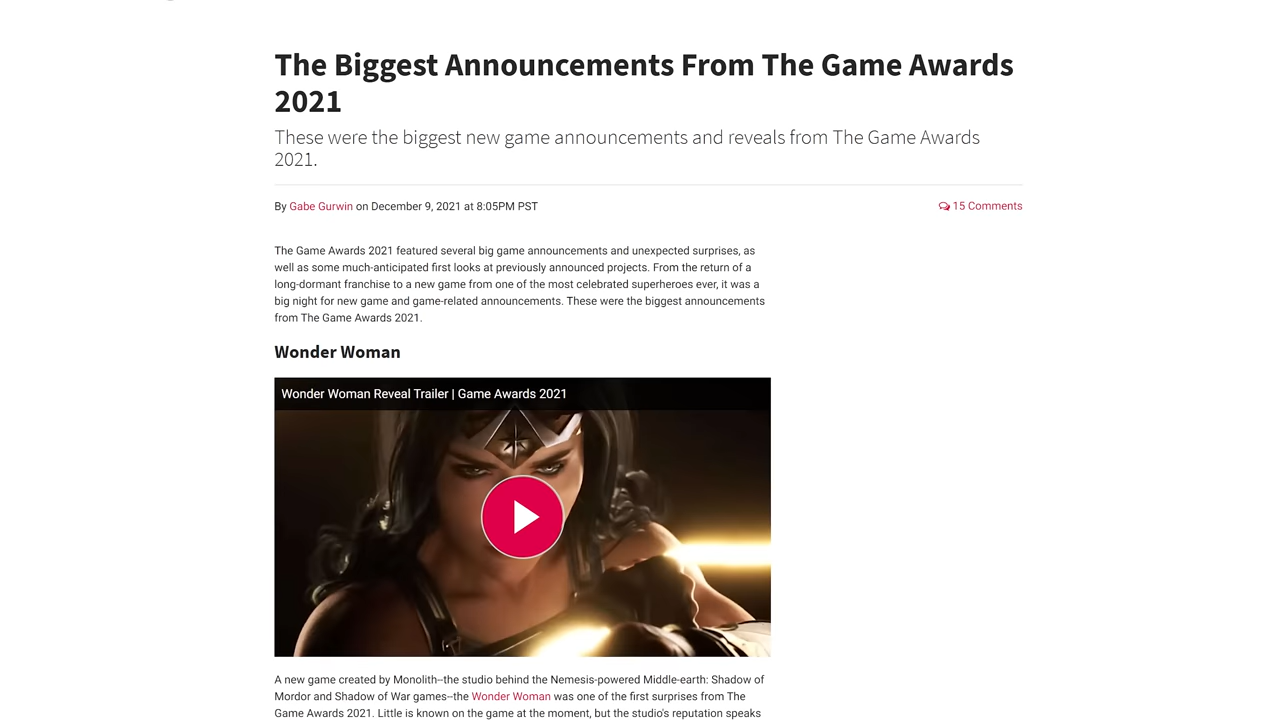 The Biggest Announcements From The Game Awards
2021
These were the biggest new game announcements and reveals from The Game Awards
2021.
By Gabe Gurwin on December 9, 2021 at 8:05PM PST
15 Comments
The Game Awards 2021 featured several big game announcements and unexpected surprises, as
well as some much-anticipated first looks at previously announced projects. From the return of a
long-dormant franchise to a new game from one of the most celebrated superheroes ever, it was a
big night for new game and game-related announcements. These were the biggest announcements
from The Game Awards 2021.
Wonder Woman
Wonder Woman Reveal Trailer | Game Awards 2021
A new game created by Monolith--the studio behind the Nemesis-powered Middle-earth: Shadow of
Mordor and Shadow of War games--the Wonder Woman was one of the first surprises from The
Game Awards 2021. Little is known on the game at the moment, but the studio's reputation speaks